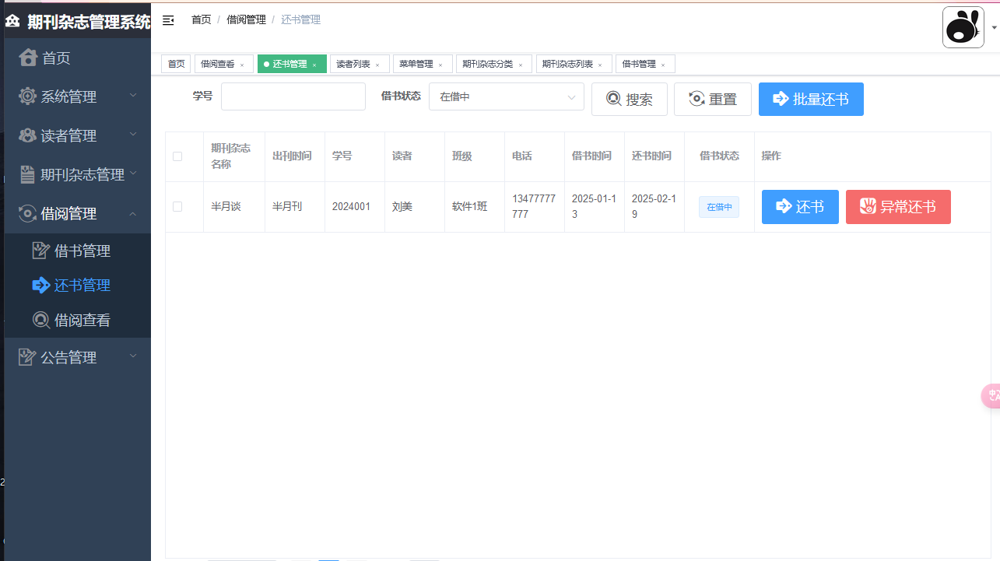 期刊杂志管理系统
首页 / 借阅管理 / 还书管理
首页
系统管理
读者管理
期刊杂志管理
借阅管理
借书管理
还书管理
借阅查看
公告管理
首页 借阅查看 × 还书管理 × 读者列表 × 菜单管理 × 期刊杂志分类 × 期刊杂志列表 × 借书管理 ×
学号 借书状态 在借中 搜索 重置 批量还书
期刊杂志名称 出刊时间 学号 读者 班级 电话 借书时间 还书时间 借书状态 操作
半月谈 半月刊 2024001 刘美 软件1班 13477777777 2025-01-13 2025-02-19 在借中 还书 异常还书